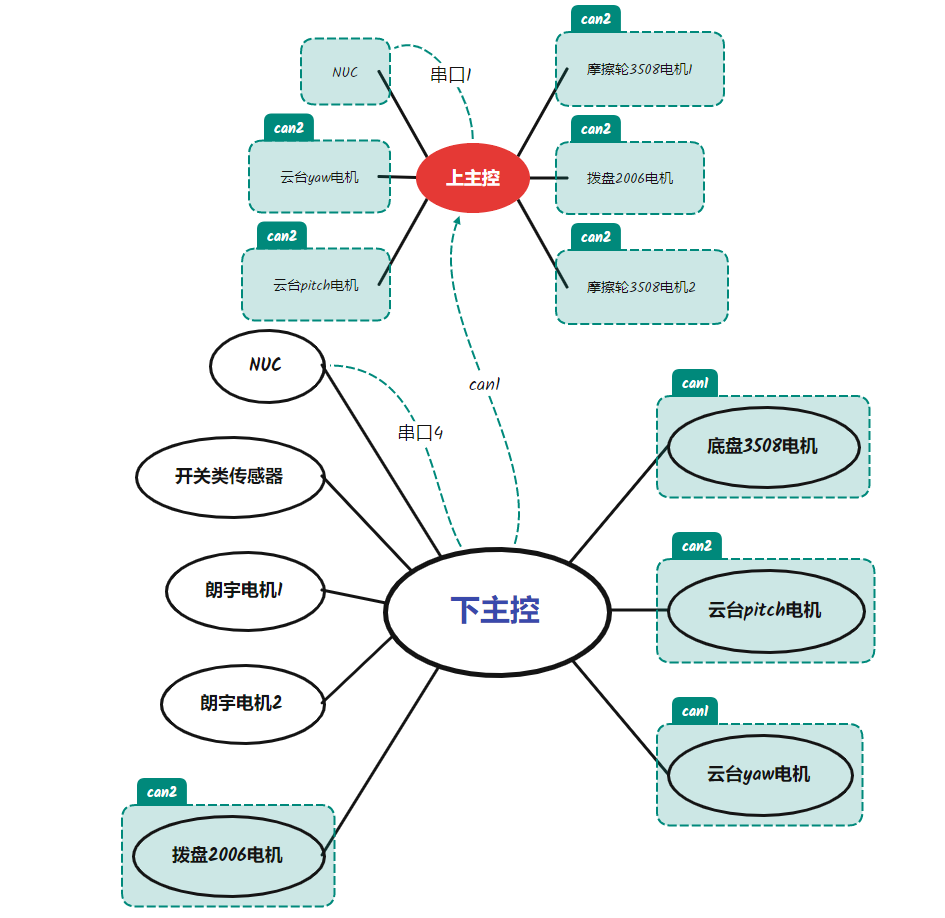 can2
NUC
串口1
摩擦轮3508电机1
can2
can2
云台yaw电机
上主控
拨盘2006电机
can2
can2
云台pitch电机
摩擦轮3508电机2
NUC
can1
can1
串口4
底盘3508电机
开关类传感器
can2
朗宇电机1
下主控
云台pitch电机
朗宇电机2
can1
云台yaw电机
can2
拨盘2006电机